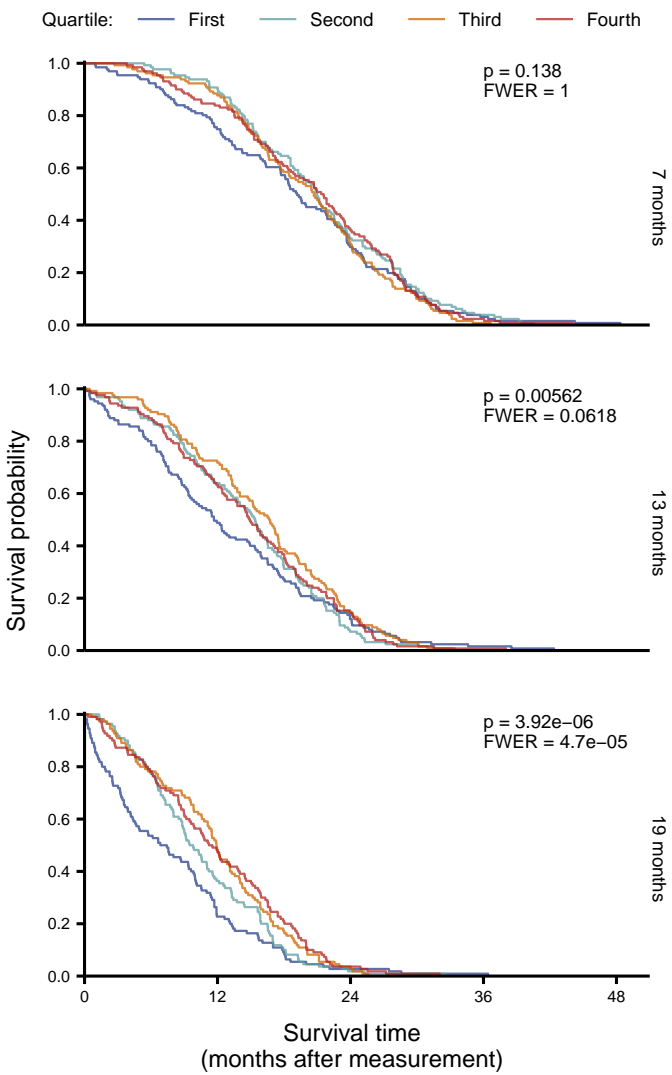 Quartile: First Second Third Fourth
p = 0.138
FWER = 1
1.0
0.8
0.6
0.4
0.2
0.0
7 months
p = 0.00562
FWER = 0.0618
1.0
0.8
0.6
0.4
0.2
0.0
13 months
Survival probability
p = 3.92e−06
FWER = 4.7e−05
1.0
0.8
0.6
0.4
0.2
0.0
19 months
0 12 24 36 48
Survival time
(months after measurement)